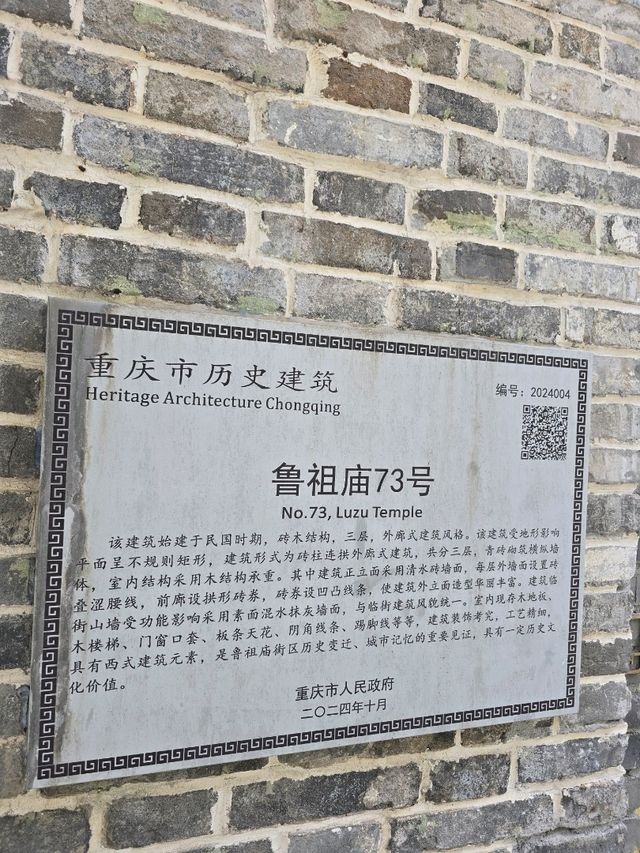 重庆市历史建筑
Heritage Architecture Chongqing
编号：2024004
鲁祖庙73号
No.73, Luzu Temple
该建筑始建于民国时期，砖木结构，三层，外廊式建筑风格。该建筑受地形影响
平面呈不规则矩形，建筑形式为砖柱连拱外廊式建筑，共分三层，青砖砌筑横纵墙
体，室内结构采用木结构承重。其中建筑正立面采用清水砖墙面，每层外墙面设置砖
叠涩腰线，前廊设拱形砖券，砖券设凹凸线条，使建筑外立面造型华丽丰富。建筑临
街山墙受功能影响采用素面混水抹灰墙面，与临街建筑风貌统一。室内现存木地板、
木楼梯、门窗口套、板条天花、阴角线条、踢脚线等等，建筑装饰考究，工艺精细，
具有西式建筑元素，是鲁祖庙街区历史变迁、城市记忆的重要见证，具有一定历史文
化价值。
重庆市人民政府
二〇二四年十月